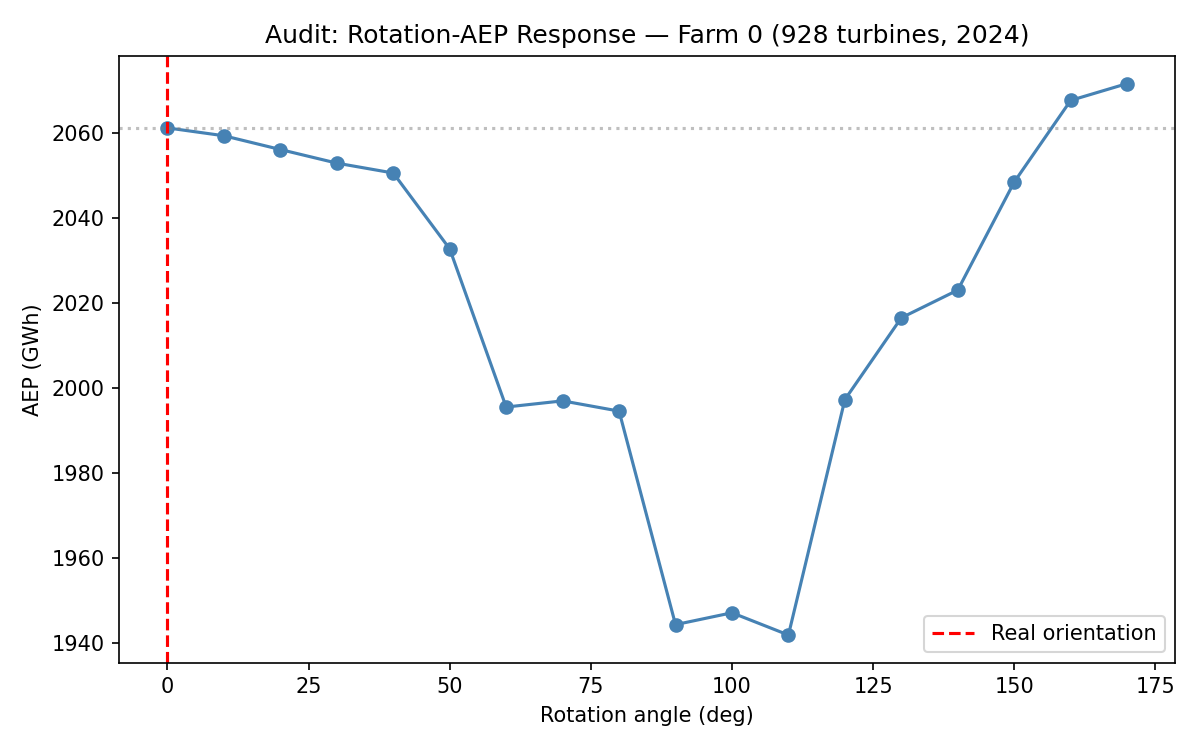 Audit: Rotation-AEP Response — Farm 0 (928 turbines, 2024)
AEP (GWh)
2060
2040
2020
2000
1980
1960
1940
Real orientation
0 25 50 75 100 125 150 175
Rotation angle (deg)